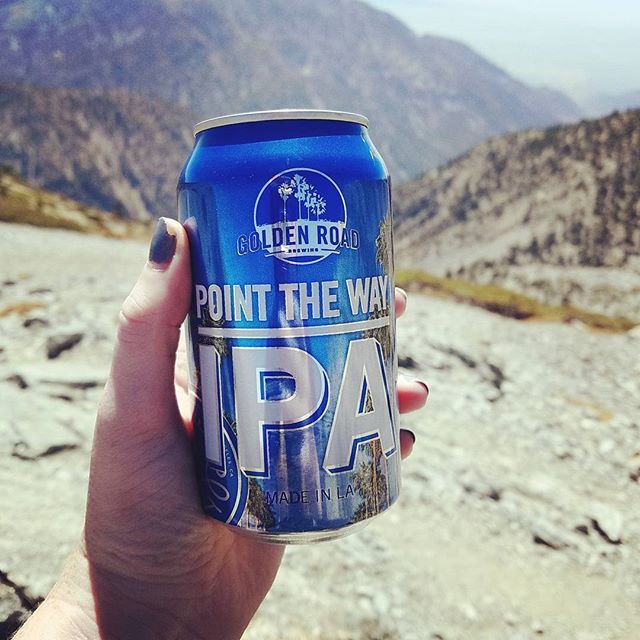 GOLDEN ROAD
BREWING
POINT THE WAY
IPA
MADE IN LA